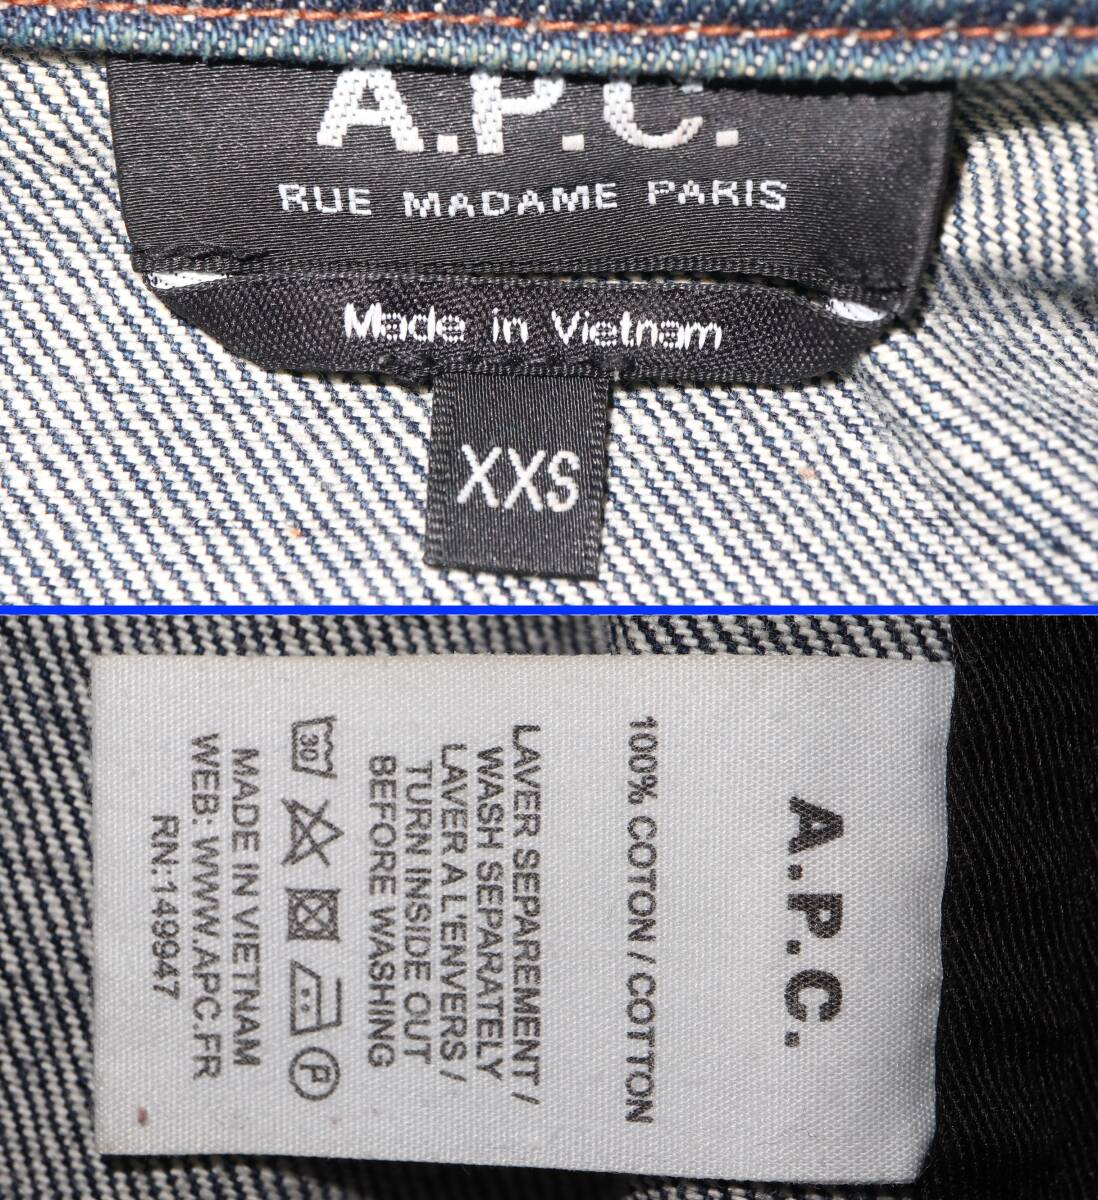 A.P.C.
RUE MADAME PARIS
Made in Vietnam
XXS
A.P.C.
100% COTON / COTTON
LAVER SEPAREMENT /
WASH SEPARATELY
LAVER A L'ENVERS /
TURN INSIDE OUT
BEFORE WASHING
30 P
MADE IN VIETNAM
WEB: WWW.APC.FR
RN:149947